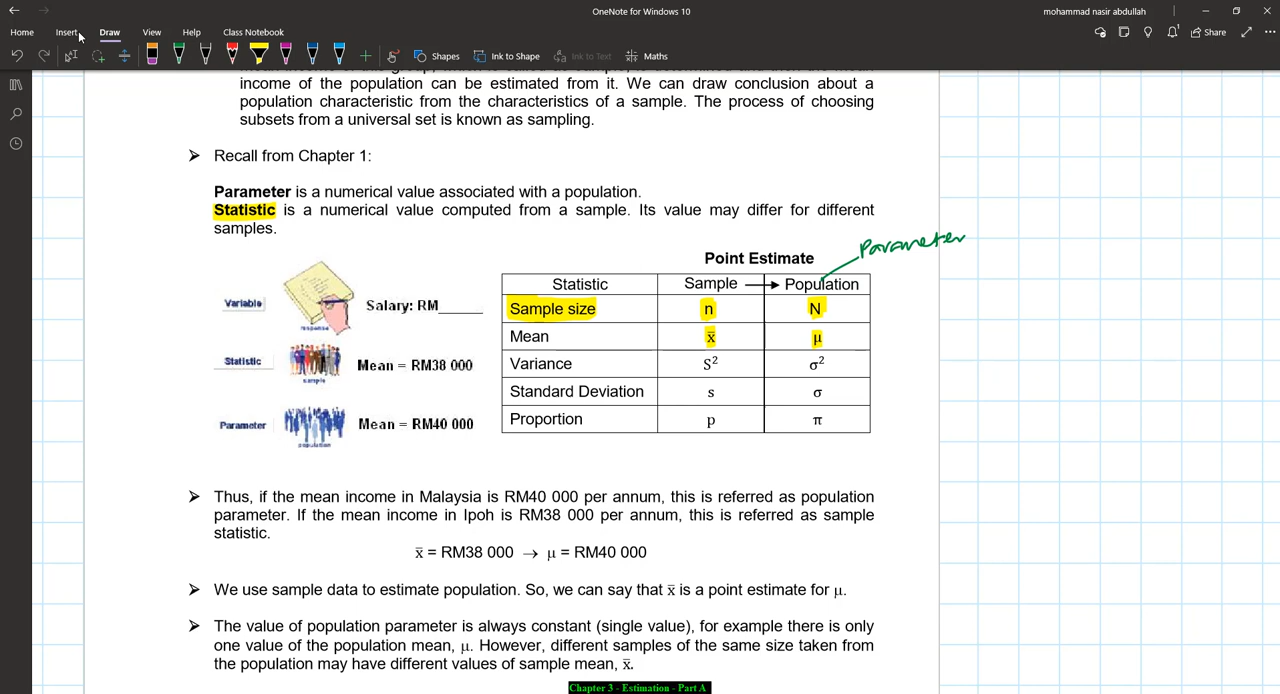 OneNote for Windows 10
mohammad nasir abdullah
Home Insert Draw View Help Class Notebook
Share
Shapes Ink to Shape Ink to Text Maths
income of the population can be estimated from it. We can draw conclusion about a
population characteristic from the characteristics of a sample. The process of choosing
subsets from a universal set is known as sampling.
➢ Recall from Chapter 1:
Parameter is a numerical value associated with a population.
Statistic is a numerical value computed from a sample. Its value may differ for different
samples.
Parameter
Point Estimate
Statistic Sample → Population
Sample size n N
Mean x̅ μ
Variance S² σ²
Standard Deviation s σ
Proportion p π
Variable Salary: RM______
response
Statistic Mean = RM38 000
sample
Parameter Mean = RM40 000
population
➢ Thus, if the mean income in Malaysia is RM40 000 per annum, this is referred as population
parameter. If the mean income in Ipoh is RM38 000 per annum, this is referred as sample
statistic.
x̅ = RM38 000 → μ = RM40 000
➢ We use sample data to estimate population. So, we can say that x̅ is a point estimate for μ.
➢ The value of population parameter is always constant (single value), for example there is only
one value of the population mean, μ. However, different samples of the same size taken from
the population may have different values of sample mean, x̅.
Chapter 3 - Estimation - Part A